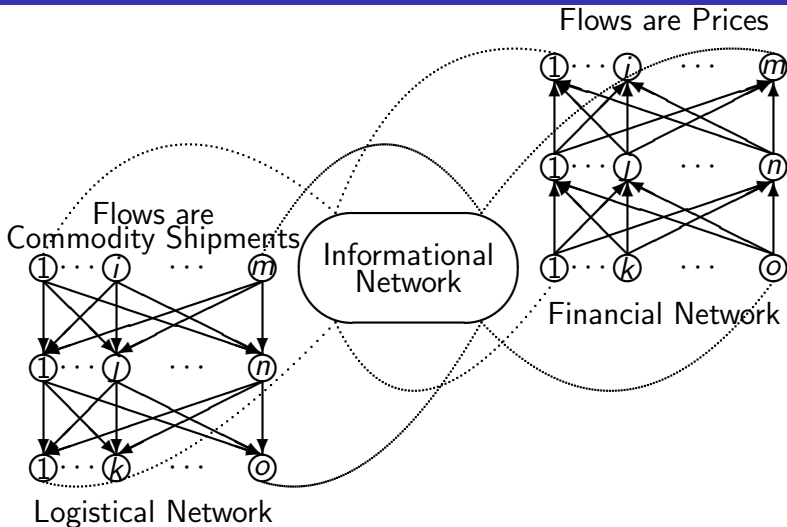 Flows are Prices
1 ··· i ··· m
1 ··· j ··· n
1 ··· k ··· o
Financial Network
Informational
Network
Flows are
Commodity Shipments
1 ··· i ··· m
1 ··· j ··· n
1 ··· k ··· o
Logistical Network